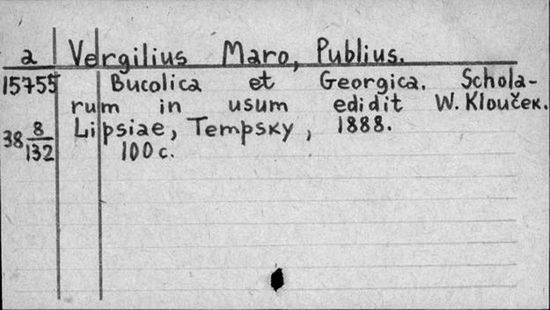 a Vergilius Maro, Publius.
15755 Bucolica et Georgica. Schola-
rum in usum edidit W. Klouček.
38 8/132 Lipsiae, Tempsky, 1888.
100 c.